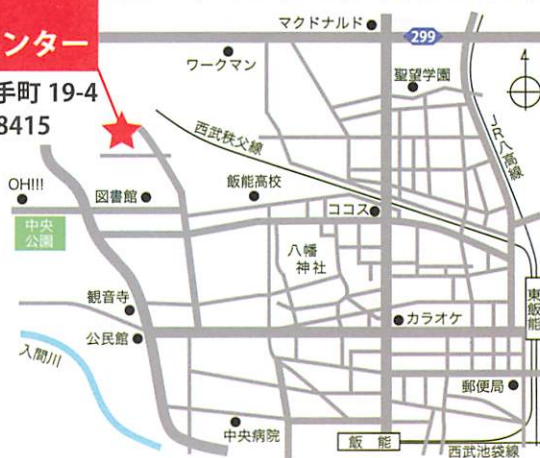 ンター
手町 19-4
8415
マクドナルド
299
ワークマン
聖望学園
JR八高線
西武秩父線
OH!!!
図書館
飯能高校
ココス
中央
公園
八幡
神社
観音寺
東飯能
カラオケ
公民館
入間川
郵便局
中央病院
飯 能
西武池袋線